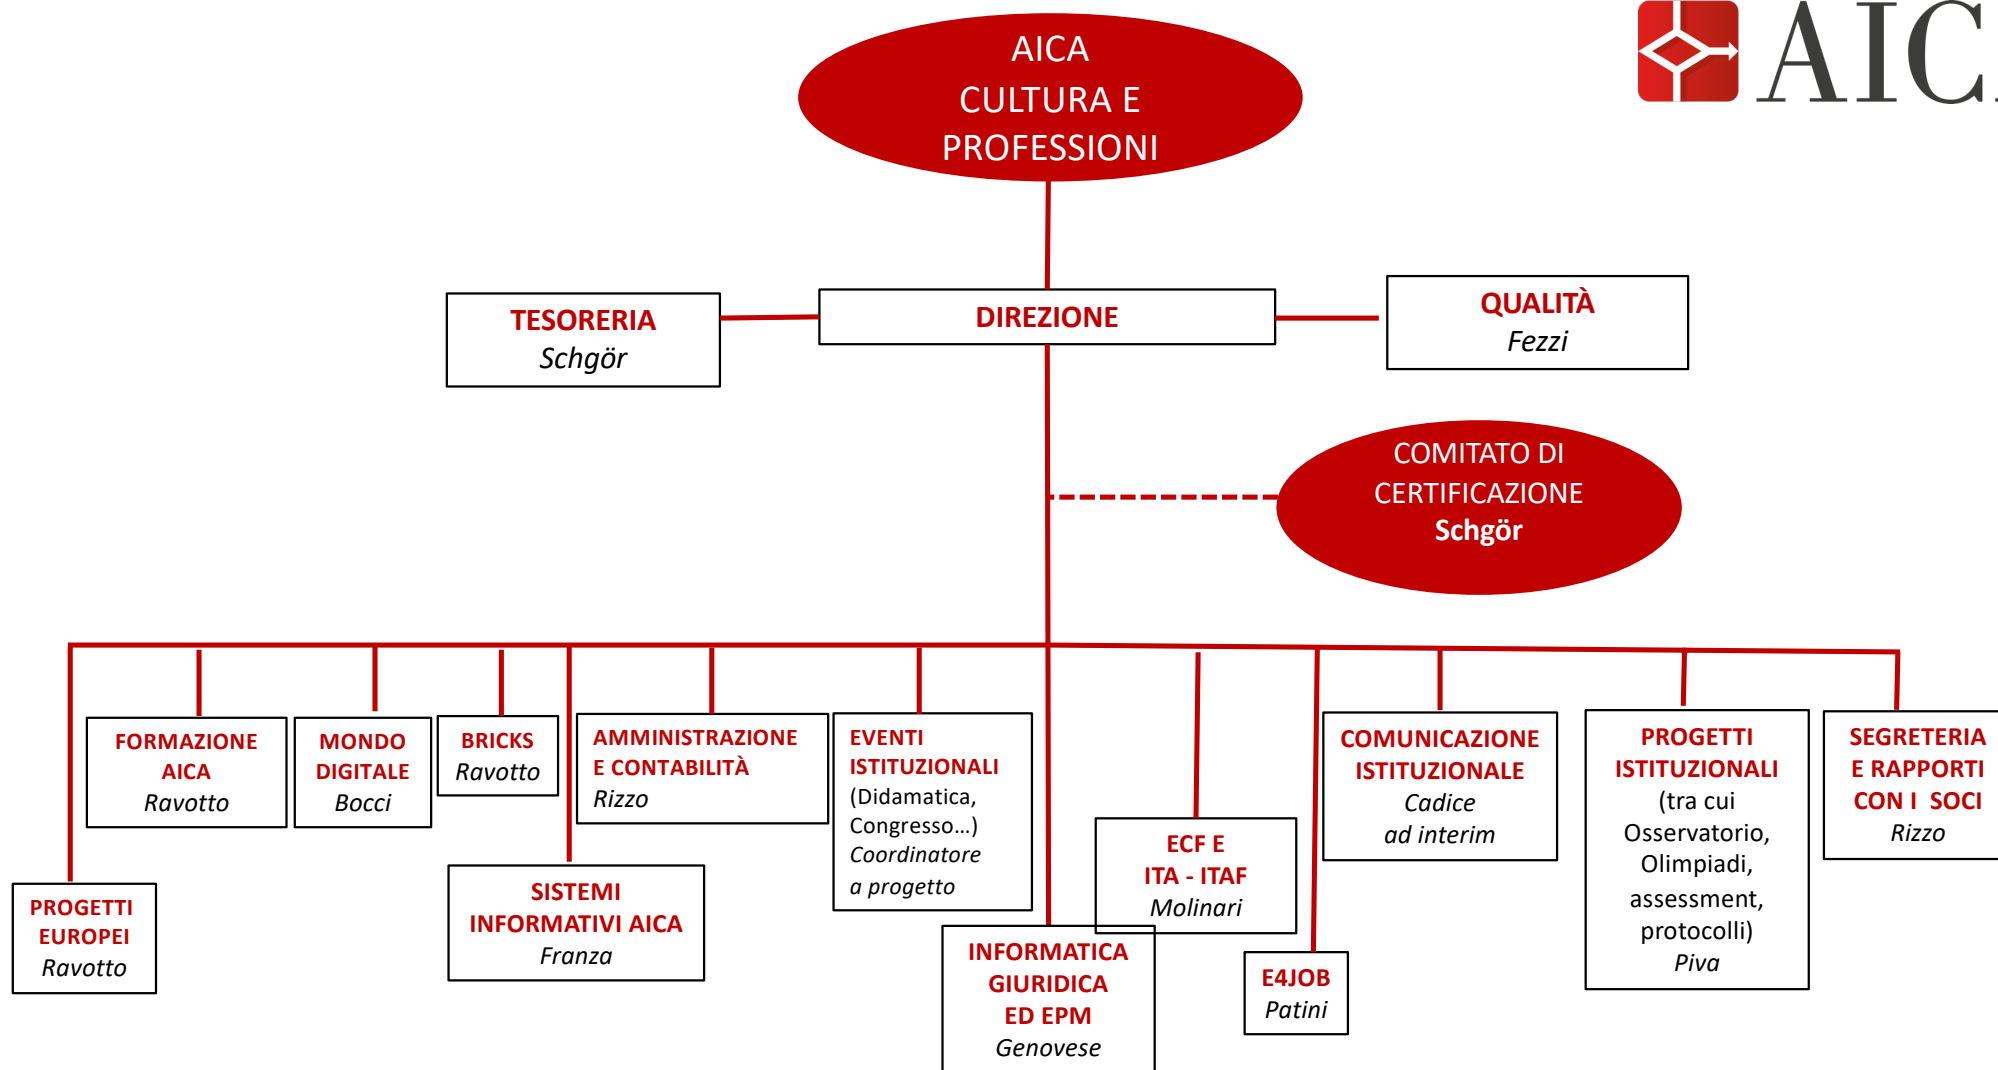 AICA
CULTURA E
PROFESSIONI
AIC
TESORERIA
Schgör
DIREZIONE
QUALITÀ
Fezzi
COMITATO DI
CERTIFICAZIONE
Schgör
FORMAZIONE
AICA
Ravotto
MONDO
DIGITALE
Bocci
BRICKS
Ravotto
AMMINISTRAZIONE
E CONTABILITÀ
Rizzo
EVENTI
ISTITUZIONALI
(Didamatica,
Congresso...)
Coordinatore
a progetto
COMUNICAZIONE
ISTITUZIONALE
Cadice
ad interim
PROGETTI
ISTITUZIONALI
(tra cui
Osservatorio,
Olimpiadi,
assessment,
protocolli)
Piva
SEGRETERIA
E RAPPORTI
CON I  SOCI
Rizzo
ECF E
ITA - ITAF
Molinari
PROGETTI
EUROPEI
Ravotto
SISTEMI
INFORMATIVI AICA
Franza
INFORMATICA
GIURIDICA
ED EPM
Genovese
E4JOB
Patini